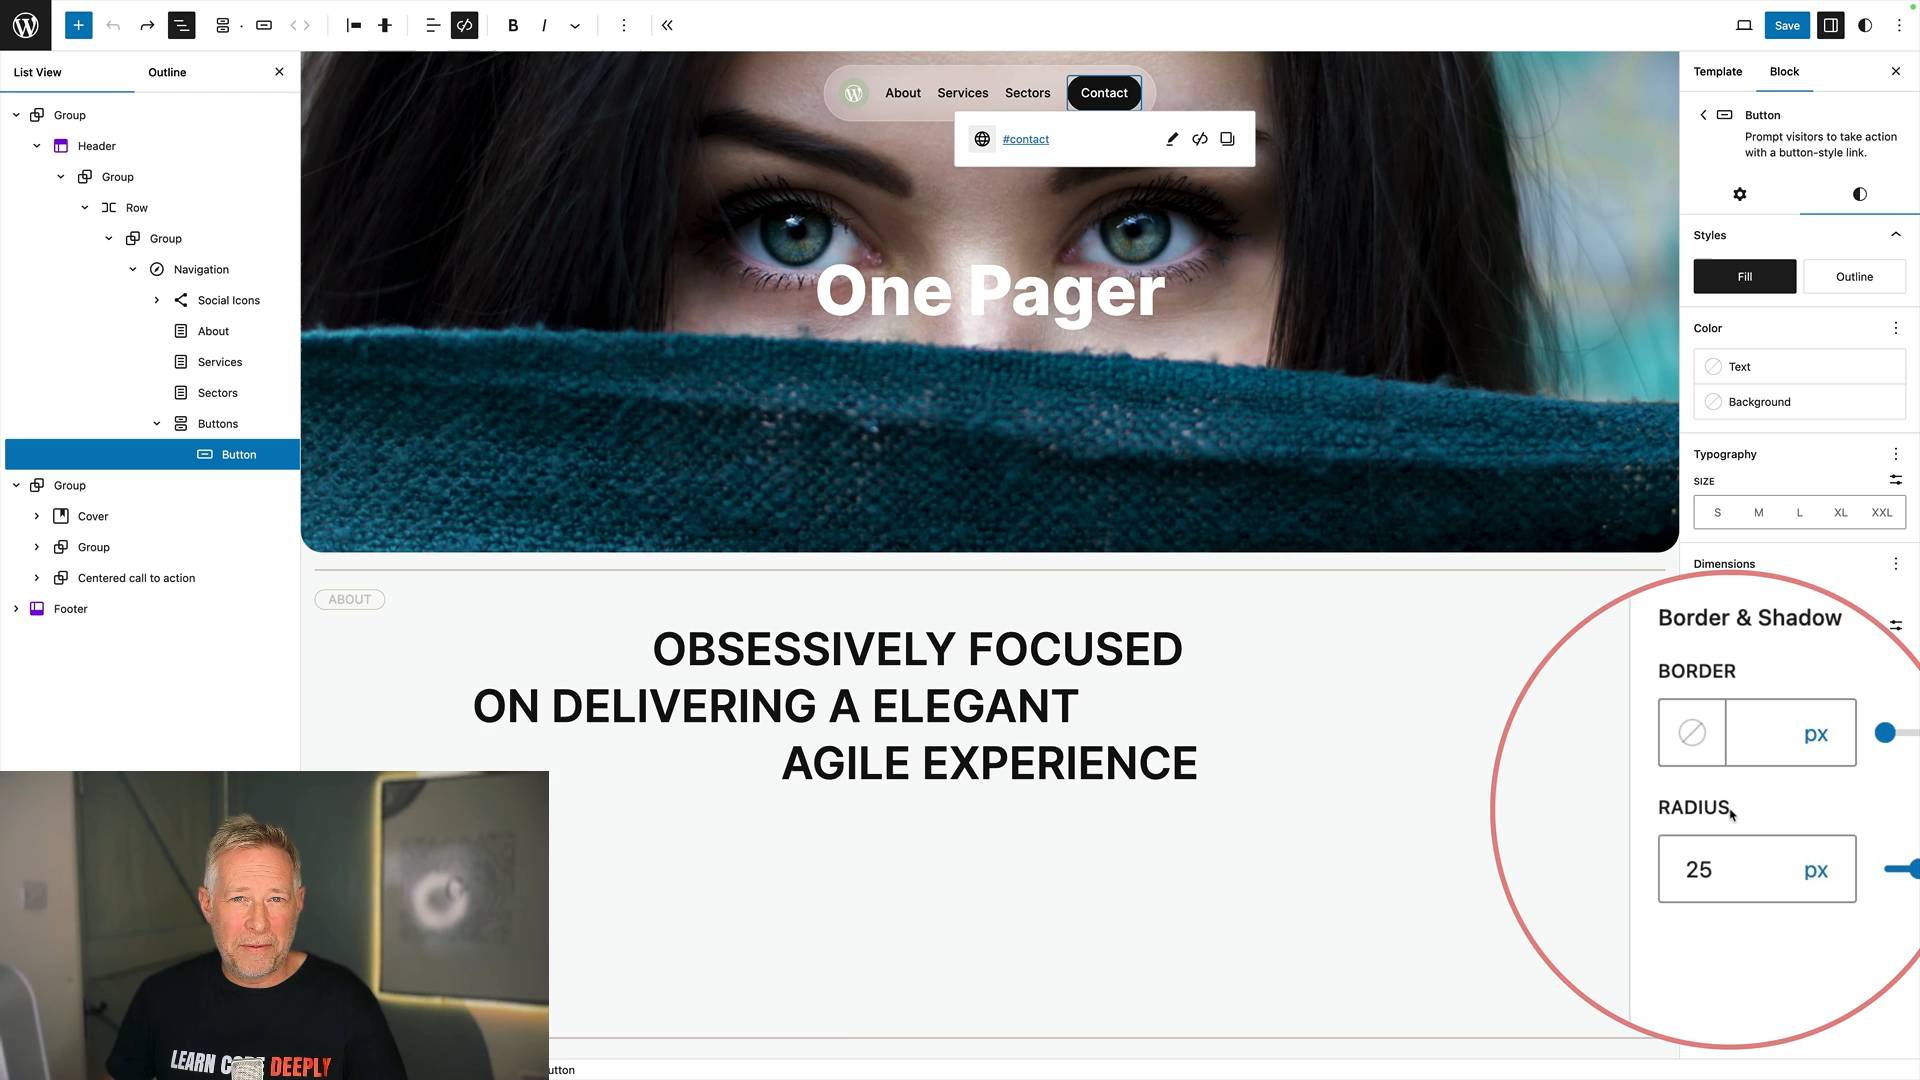 Save
List View
Outline
Template
Block
Group
Header
Group
Row
Group
Navigation
Social Icons
About
Services
Sectors
Buttons
Button
Group
Cover
Group
Centered call to action
Footer
About
Services
Sectors
Contact
#contact
One Pager
ABOUT
OBSESSIVELY FOCUSED
ON DELIVERING A ELEGANT
AGILE EXPERIENCE
Button
Prompt visitors to take action
with a button-style link.
Styles
Fill
Outline
Color
Text
Background
Typography
SIZE
S M L XL XXL
Dimensions
Border & Shadow
BORDER
px
RADIUS
25 px
LEARN CODE DEEPLY
utton